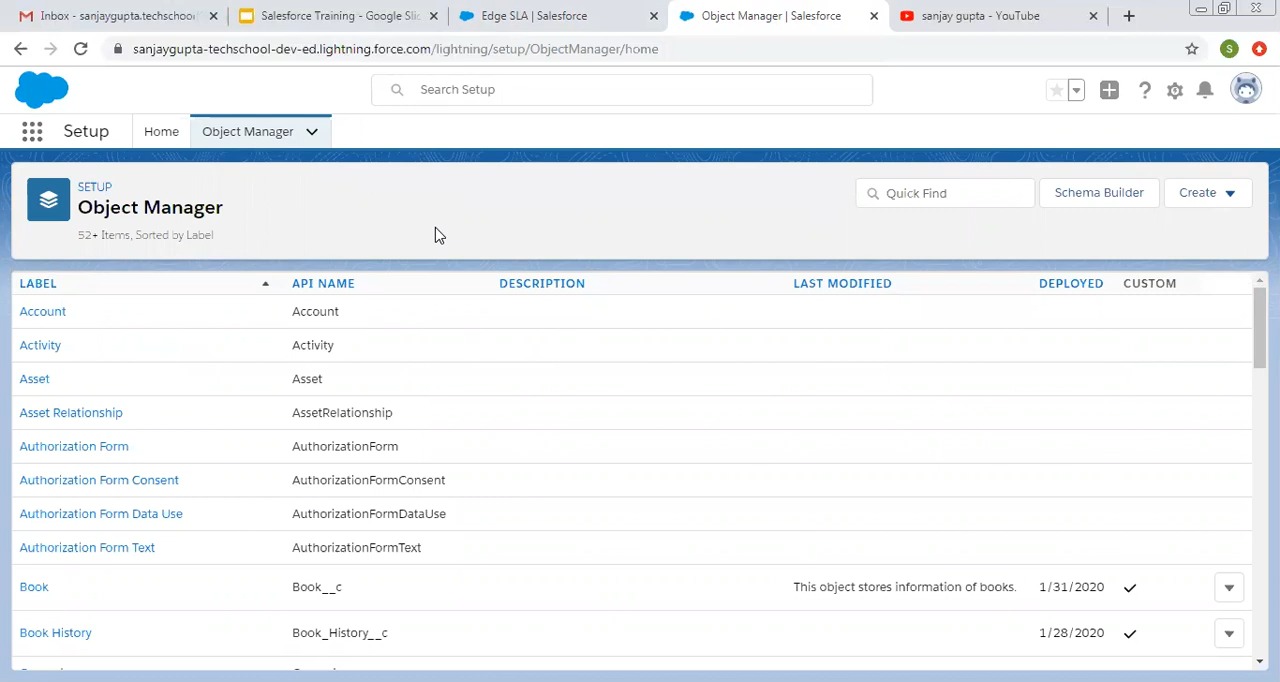 Inbox - sanjaygupta.techschool
Salesforce Training - Google Slic
Edge SLA | Salesforce
Object Manager | Salesforce
sanjay gupta - YouTube
sanjaygupta-techschool-dev-ed.lightning.force.com/lightning/setup/ObjectManager/home
S
Search Setup
Setup
Home
Object Manager
SETUP
Object Manager
52+ Items, Sorted by Label
Quick Find
Schema Builder
Create
LABEL API NAME DESCRIPTION LAST MODIFIED DEPLOYED CUSTOM
Account Account
Activity Activity
Asset Asset
Asset Relationship AssetRelationship
Authorization Form AuthorizationForm
Authorization Form Consent AuthorizationFormConsent
Authorization Form Data Use AuthorizationFormDataUse
Authorization Form Text AuthorizationFormText
Book Book__c This object stores information of books. 1/31/2020
Book History Book_History__c 1/28/2020